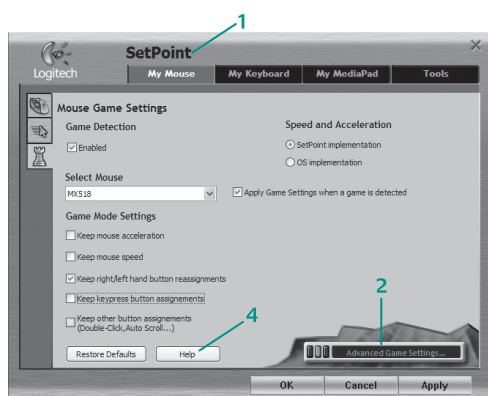 1
SetPoint
Logitech
My Mouse
My Keyboard
My MediaPad
Tools
Mouse Game Settings
Game Detection
Enabled
Speed and Acceleration
SetPoint implementation
OS implementation
Select Mouse
MX518
Apply Game Settings when a game is detected
Game Mode Settings
Keep mouse acceleration
Keep mouse speed
Keep right/left hand button reassignments
Keep keypress button assignements
2
Keep other button assignements
(Double-Click,Auto Scroll...)
4
Restore Defaults
Help
Advanced Game Settings...
OK
Cancel
Apply